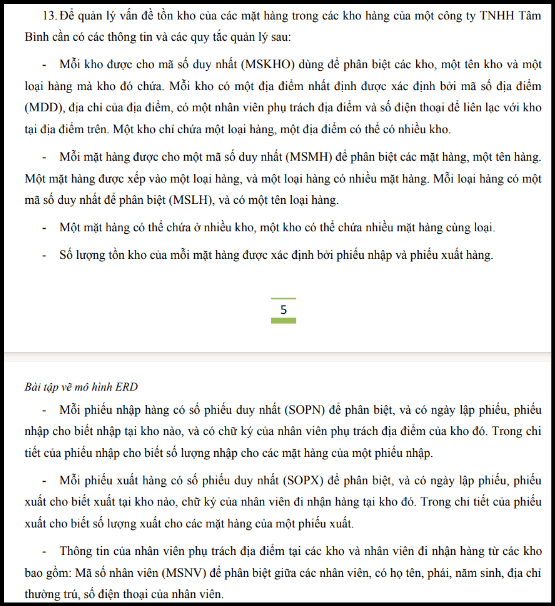 13. Để quản lý vấn đề tồn kho của các mặt hàng trong các kho hàng của một công ty TNHH Tâm
Bình cần có các thông tin và các quy tắc quản lý sau:
- Mỗi kho được cho mã số duy nhất (MSKHO) dùng để phân biệt các kho, một tên kho và một
loại hàng mà kho đó chứa. Mỗi kho có một địa điểm nhất định được xác định bởi mã số địa điểm
(MDD), địa chỉ của địa điểm, có một nhân viên phụ trách địa điểm và số điện thoại để liên lạc với kho
tại địa điểm trên. Một kho chỉ chứa một loại hàng, một địa điểm có thể có nhiều kho.
- Mỗi mặt hàng được cho một mã số duy nhất (MSMH) để phân biệt các mặt hàng, một tên hàng.
Một mặt hàng được xếp vào một loại hàng, và một loại hàng có nhiều mặt hàng. Mỗi loại hàng có một
mã số duy nhất để phân biệt (MSLH), và có một tên loại hàng.
- Một mặt hàng có thể chứa ở nhiều kho, một kho có thể chứa nhiều mặt hàng cùng loại.
- Số lượng tồn kho của mỗi mặt hàng được xác định bởi phiếu nhập và phiếu xuất hàng.
5
Bài tập vẽ mô hình ERD
- Mỗi phiếu nhập hàng có số phiếu duy nhất (SOPN) để phân biệt, và có ngày lập phiếu, phiếu
nhập cho biết nhập tại kho nào, và có chữ ký của nhân viên phụ trách địa điểm của kho đó. Trong chi
tiết của phiếu nhập cho biết số lượng nhập cho các mặt hàng của một phiếu nhập.
- Mỗi phiếu xuất hàng có số phiếu duy nhất (SOPX) để phân biệt, và có ngày lập phiếu, phiếu
xuất cho biết xuất tại kho nào, chữ ký của nhân viên đi nhận hàng tại kho đó. Trong chi tiết của phiếu
xuất cho biết số lượng xuất cho các mặt hàng của một phiếu xuất.
- Thông tin của nhân viên phụ trách địa điểm tại các kho và nhân viên đi nhận hàng từ các kho
bao gồm: Mã số nhân viên (MSNV) để phân biệt giữa các nhân viên, có họ tên, phái, năm sinh, địa chỉ
thường trú, số điện thoại của nhân viên.